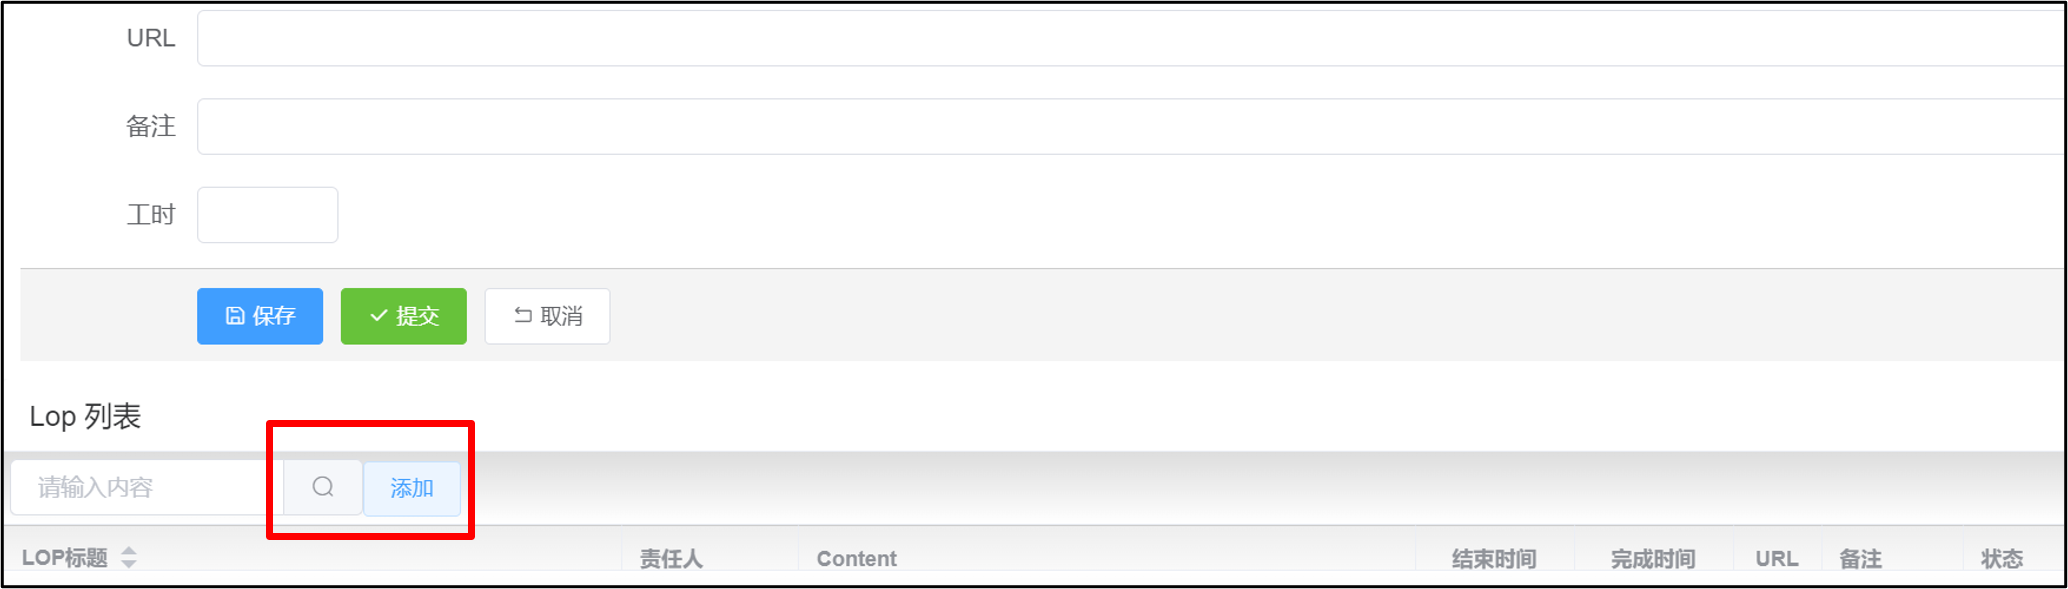 URL
备注
工时
保存 提交 取消
Lop 列表
请输入内容 添加
LOP标题 责任人 Content 结束时间 完成时间 URL 备注 状态